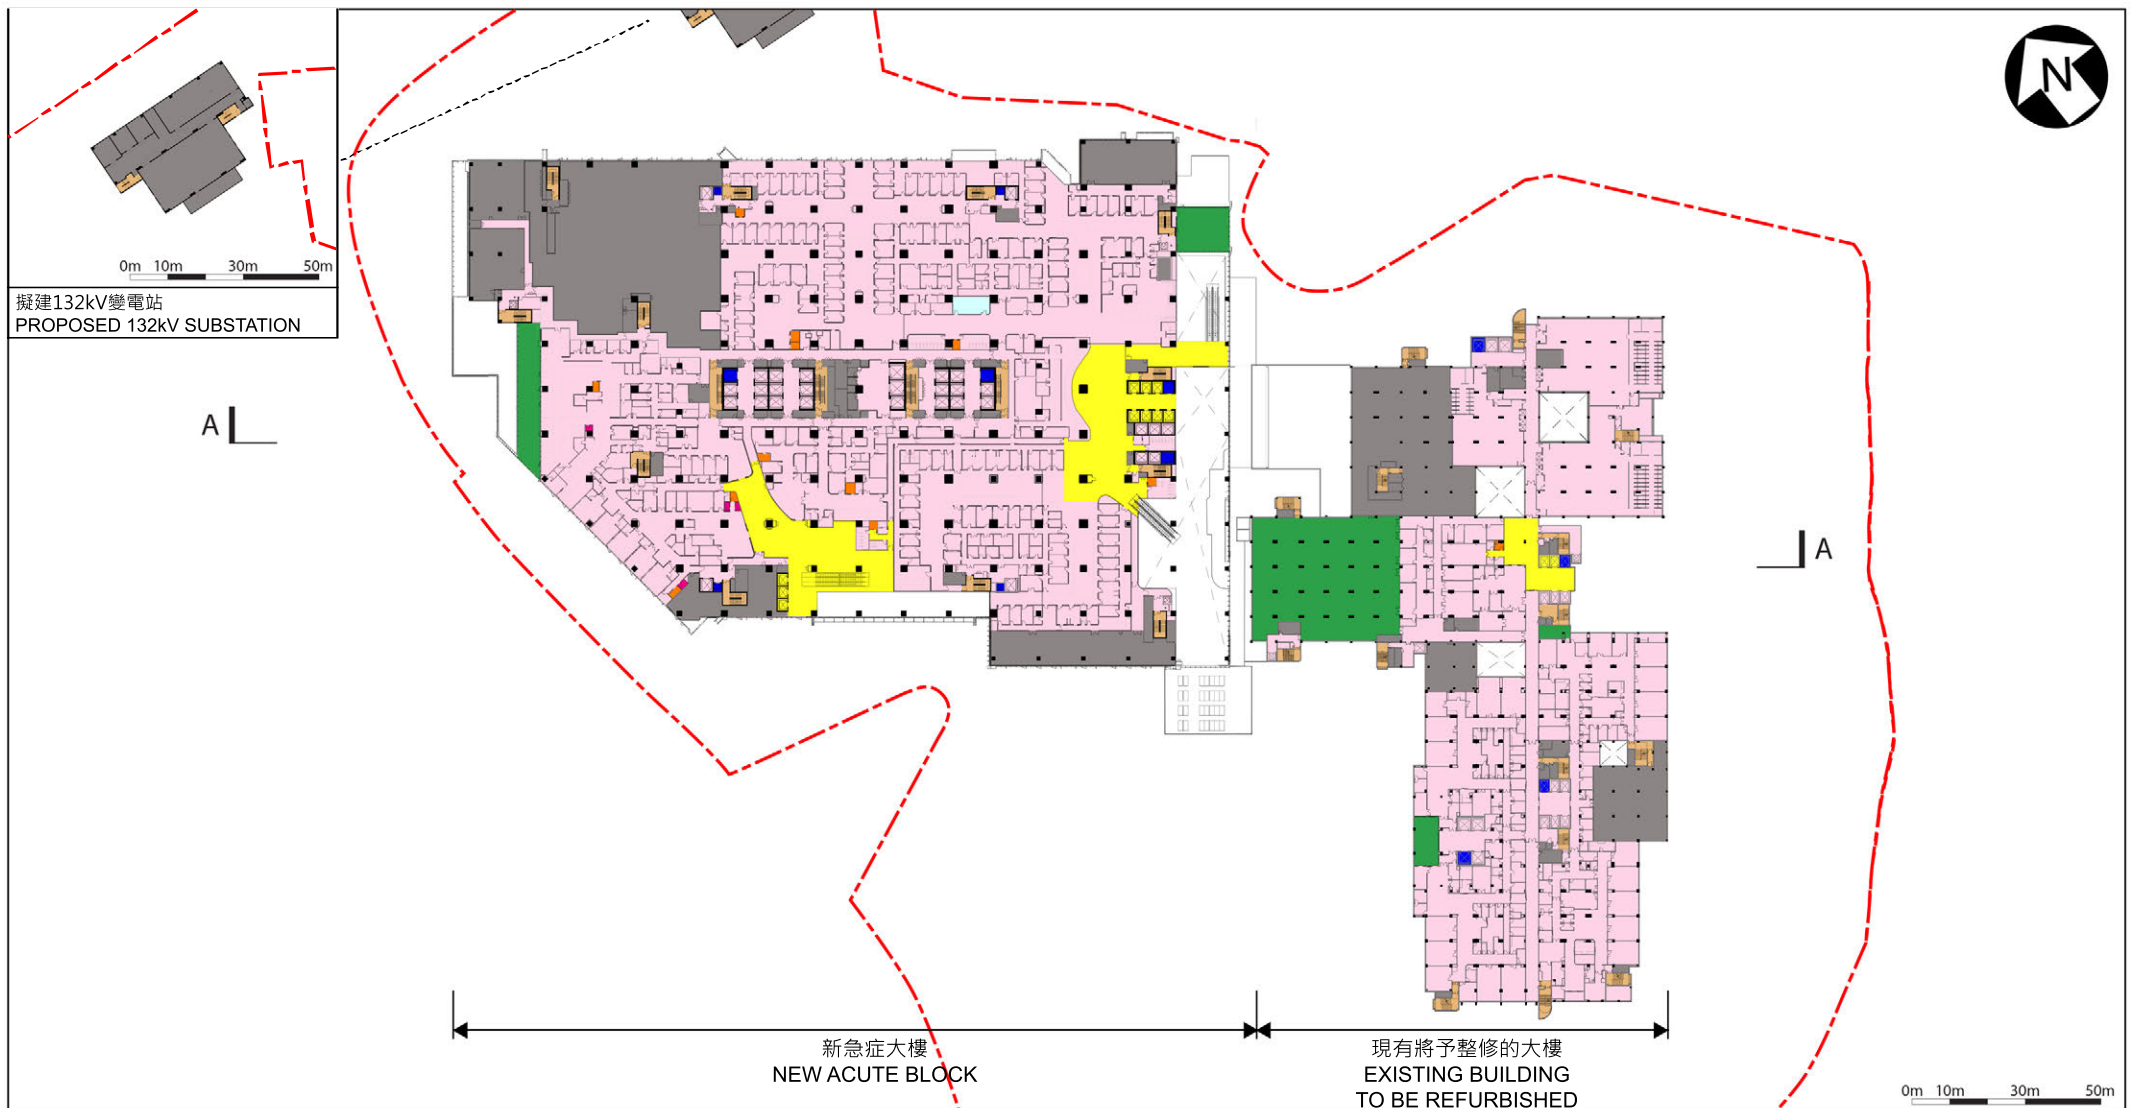 N
0m 10m 30m 50m
擬建132kV變電站
PROPOSED 132kV SUBSTATION
A
A
新急症大樓
NEW ACUTE BLOCK
現有將予整修的大樓
EXISTING BUILDING
TO BE REFURBISHED
0m 10m 30m 50m